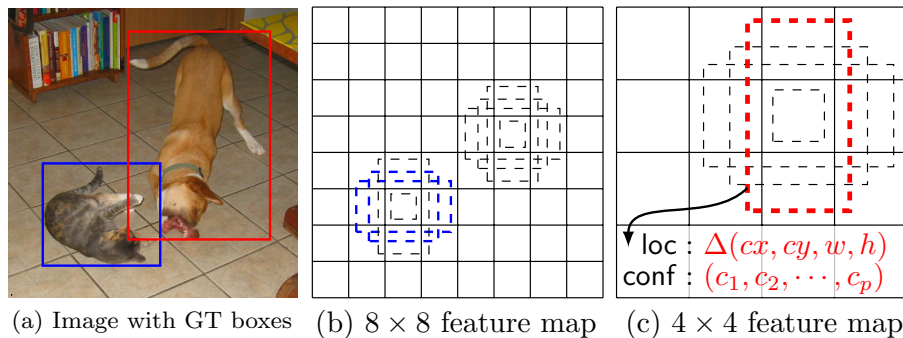 loc : Δ(cx, cy, w, h)
conf : (c₁, c₂, ⋯, cₚ)
(a) Image with GT boxes
(b) 8 × 8 feature map
(c) 4 × 4 feature map